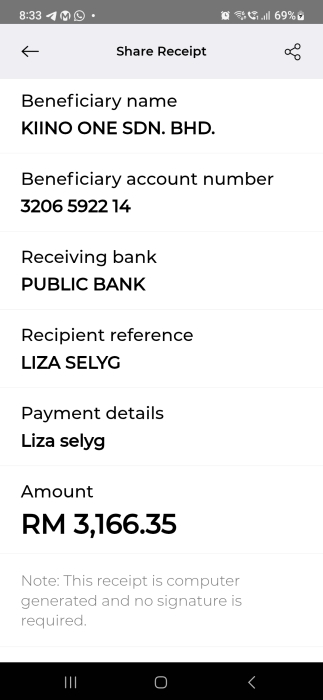 8:33
69%
Share Receipt
Beneficiary name
KIINO ONE SDN. BHD.
Beneficiary account number
3206 5922 14
Receiving bank
PUBLIC BANK
Recipient reference
LIZA SELYG
Payment details
Liza selyg
Amount
RM 3,166.35
Note: This receipt is computer
generated and no signature is
required.